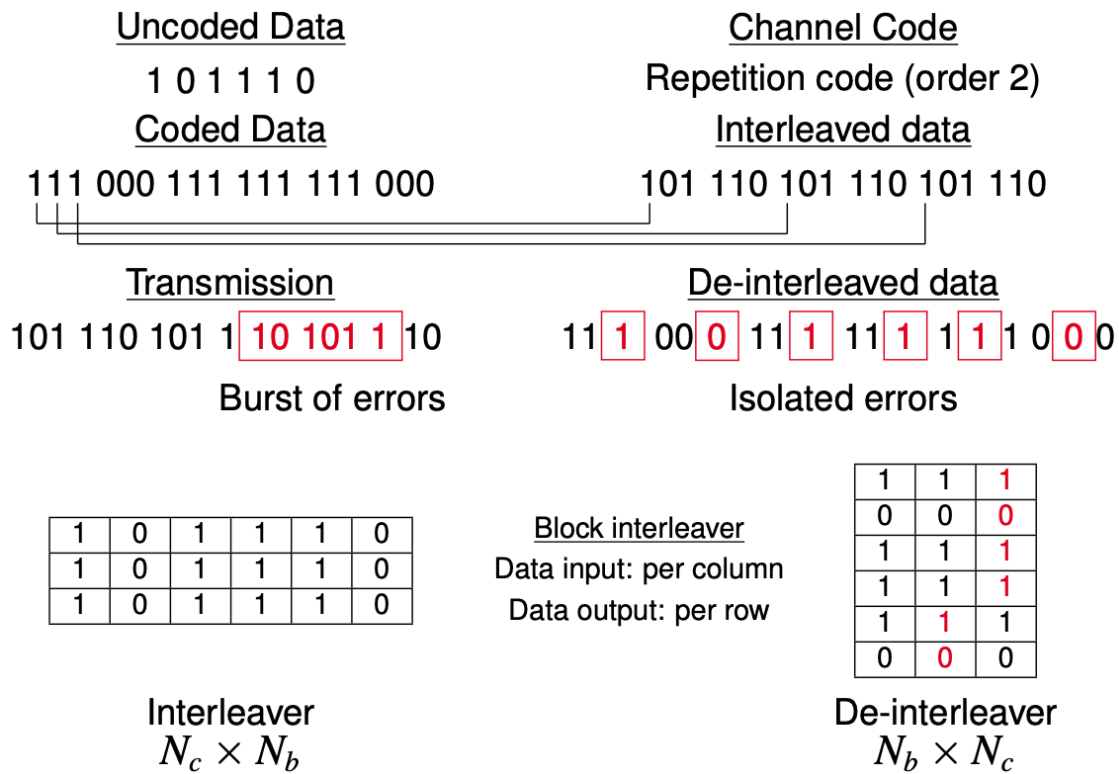 Uncoded Data
1 0 1 1 1 0
Channel Code
Repetition code (order 2)
Coded Data
111 000 111 111 111 000
Interleaved data
101 110 101 110 101 110
Transmission
101 110 101 1 10 101 1 10
Burst of errors
De-interleaved data
11 1 00 0 11 1 11 1 1 1 1 0 0 0
Isolated errors
1 0 1 1 1 0
1 0 1 1 1 0
1 0 1 1 1 0
Interleaver
N_c × N_b
Block interleaver
Data input: per column
Data output: per row
1 1 1
0 0 0
1 1 1
1 1 1
1 1 1
0 0 0
De-interleaver
N_b × N_c